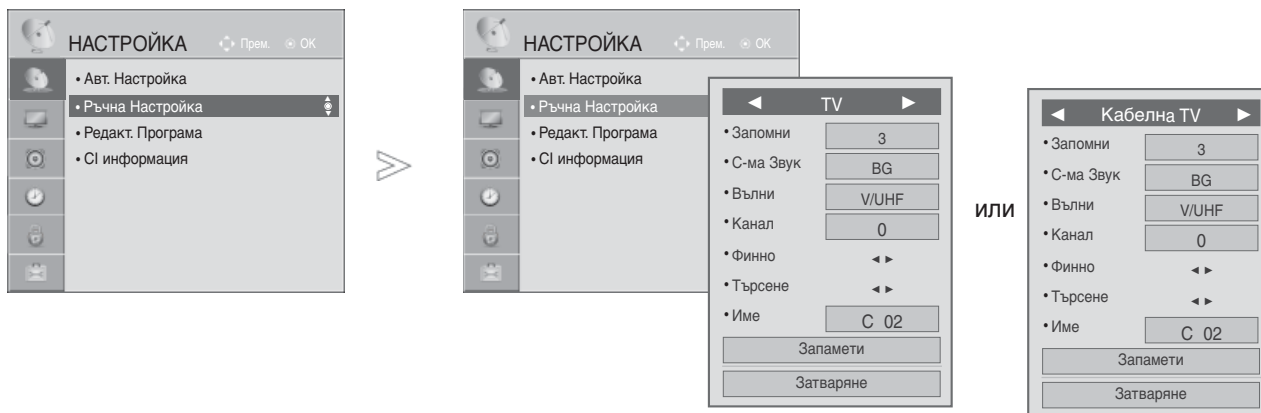 НАСТРОЙКА Прем. OK
• Авт. Настройка
• Ръчна Настройка
• Редакт. Програма
• CI информация
НАСТРОЙКА Прем. OK
• Авт. Настройка
• Ръчна Настройка
• Редакт. Програма
• CI информация
◄ TV ►
• Запомни 3
• С-ма Звук BG
• Вълни V/UHF
• Канал 0
• Финно ◄ ►
• Търсене ◄ ►
• Име C 02
Запамети
Затваряне
или
◄ Кабелна TV ►
• Запомни 3
• С-ма Звук BG
• Вълни V/UHF
• Канал 0
• Финно ◄ ►
• Търсене ◄ ►
• Име C 02
Запамети
Затваряне